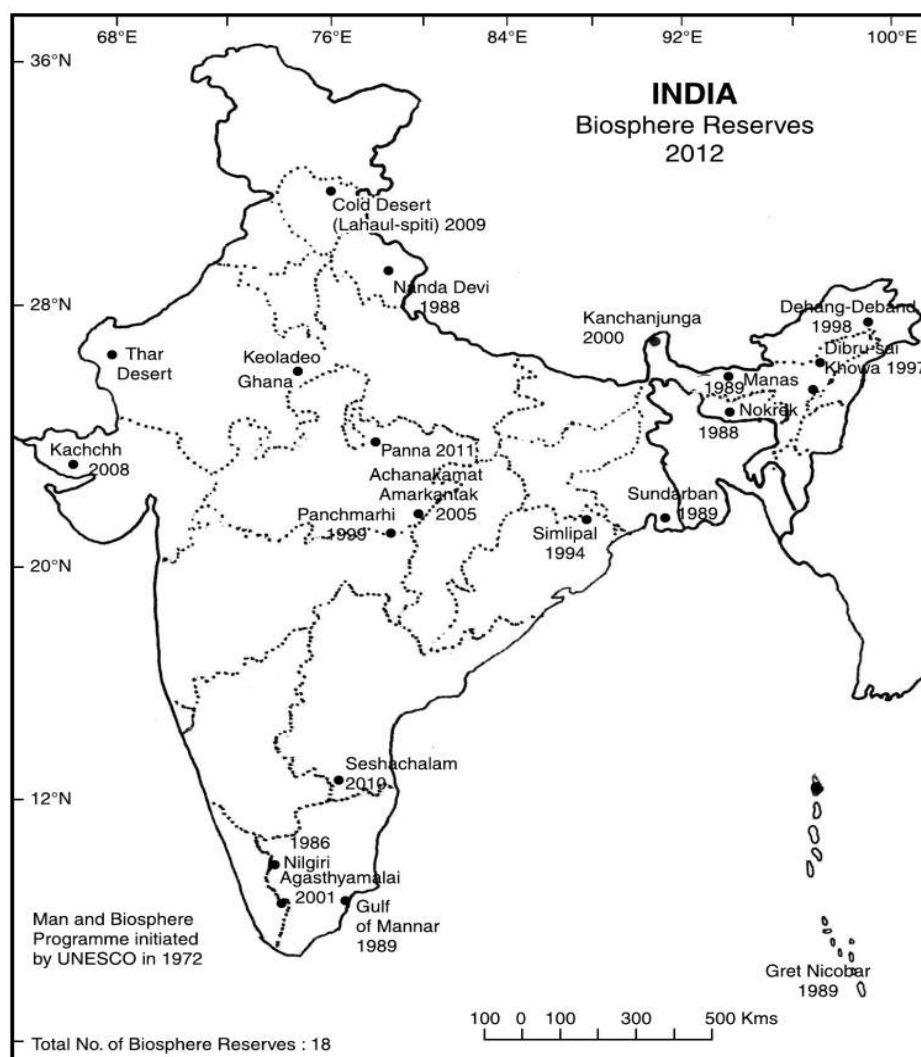 68°E 76°E 84°E 92°E 100°E
36°N
INDIA
Biosphere Reserves
2012
Cold Desert
(Lahaul-spiti) 2009
Nanda Devi
1988
28°N
Kanchanjunga
2000
Dehang-Deband
1998
Dibru-sai
Khowa 1997
Thar
Desert
Keoladeo
Ghana
Manas
1989
Nokrek
1988
Kachchh
2008
Panna 2011
Achanakamat
Amarkantak
2005
Panchmarhi
1999
Sundarban
1989
Simlipal
1994
20°N
Seshachalam
2010
12°N
1986
Nilgiri
Agasthyamalai
2001
Gulf
of Mannar
1989
Man and Biosphere
Programme initiated
by UNESCO in 1972
Gret Nicobar
1989
100 0 100 300 500 Kms
Total No. of Biosphere Reserves : 18